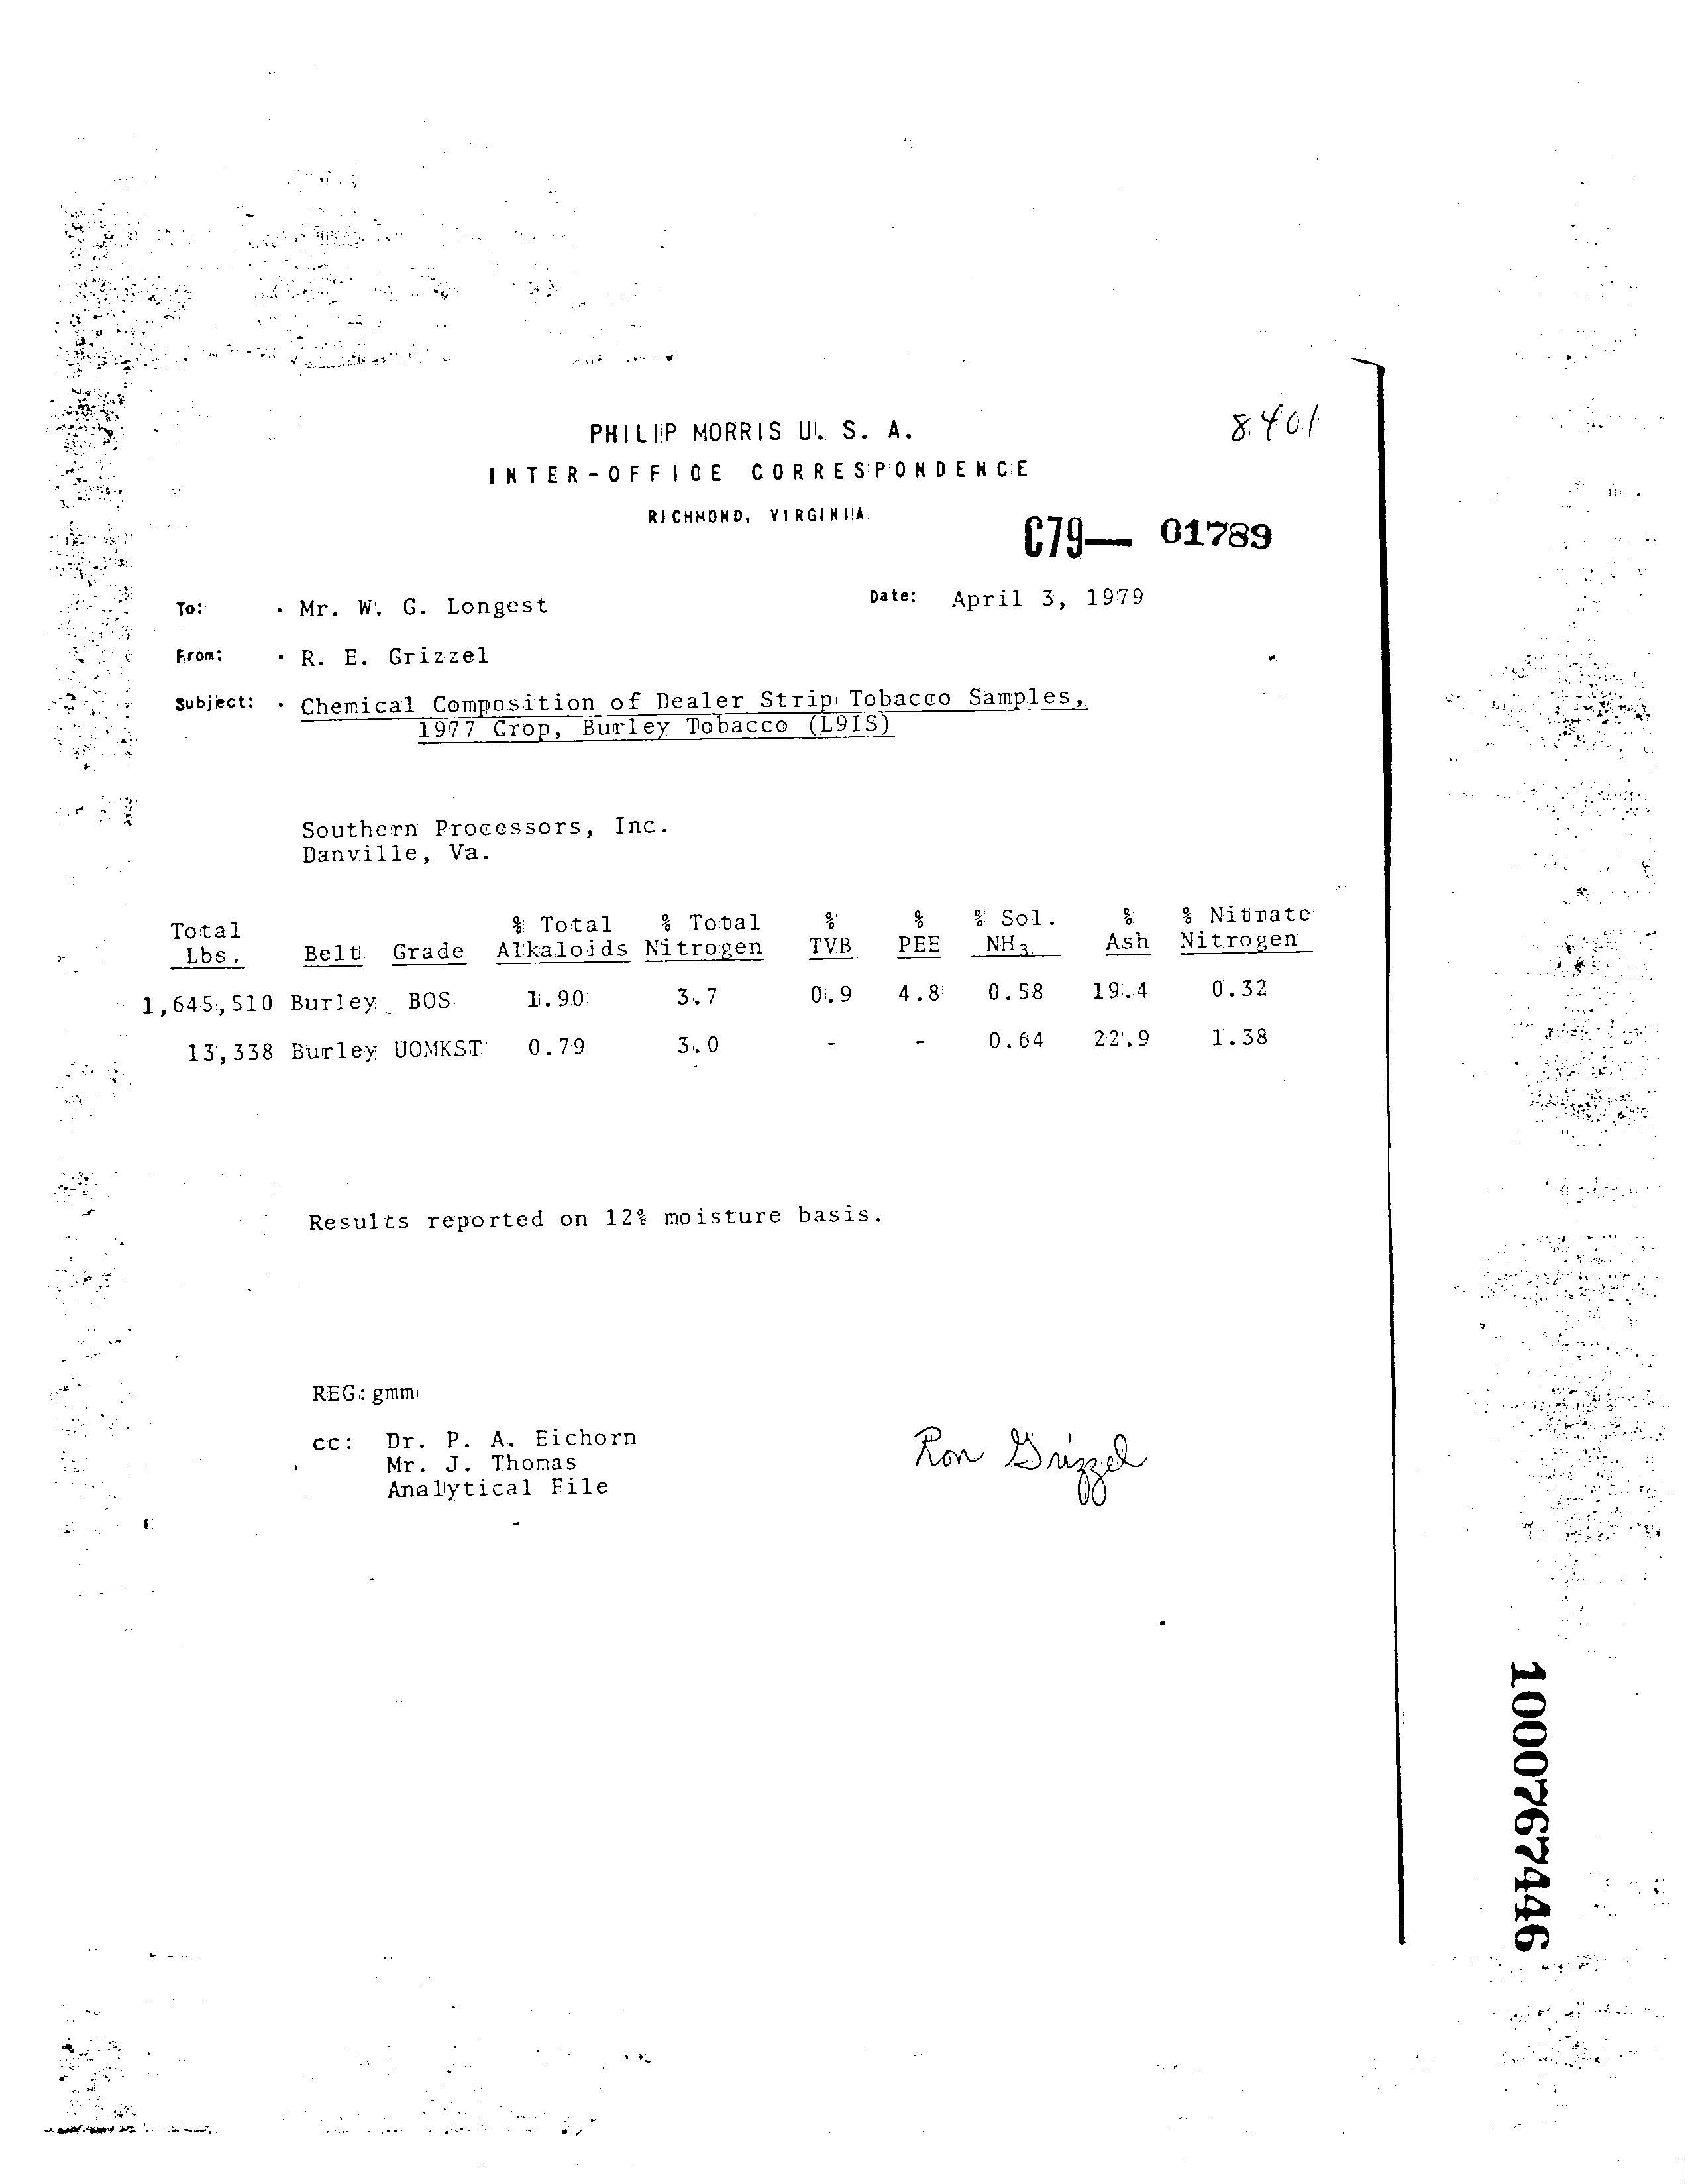 PHILIP MORRIS U. S. A.
8401
INTER-OFFICE CORRESPONDENCE
RICHMOND, VIRGINIA
C79— 01789
To: Mr. W. G. Longest
Date: April 3, 1979
From: R. E. Grizzel
Subject: Chemical Composition of Dealer Strip Tobacco Samples,
1977 Crop, Burley Tobacco (L9IS)
Southern Processors, Inc.
Danville, Va.
Total % Total % Total % % % Sol. % % Nitrate
Lbs. Belt Grade Alkaloids Nitrogen TVB PEE NH3 Ash Nitrogen
1,645,510 Burley BOS 1.90 3.7 0.9 4.8 0.58 19.4 0.32
13,338 Burley UOMKST 0.79 3.0 - - 0.64 22.9 1.38
Results reported on 12% moisture basis.
REG:gmm
cc: Dr. P. A. Eichorn
Mr. J. Thomas
Analytical File
Ron Grizzel
1000767446